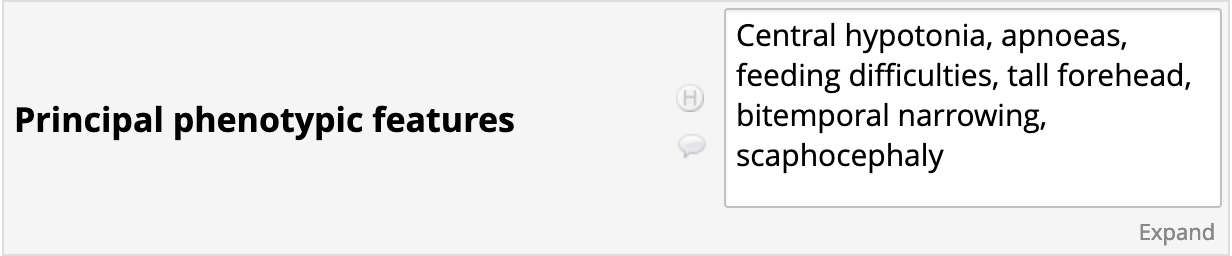 Principal phenotypic features
H
Central hypotonia, apnoeas,
feeding difficulties, tall forehead,
bitemporal narrowing,
scaphocephaly
Expand